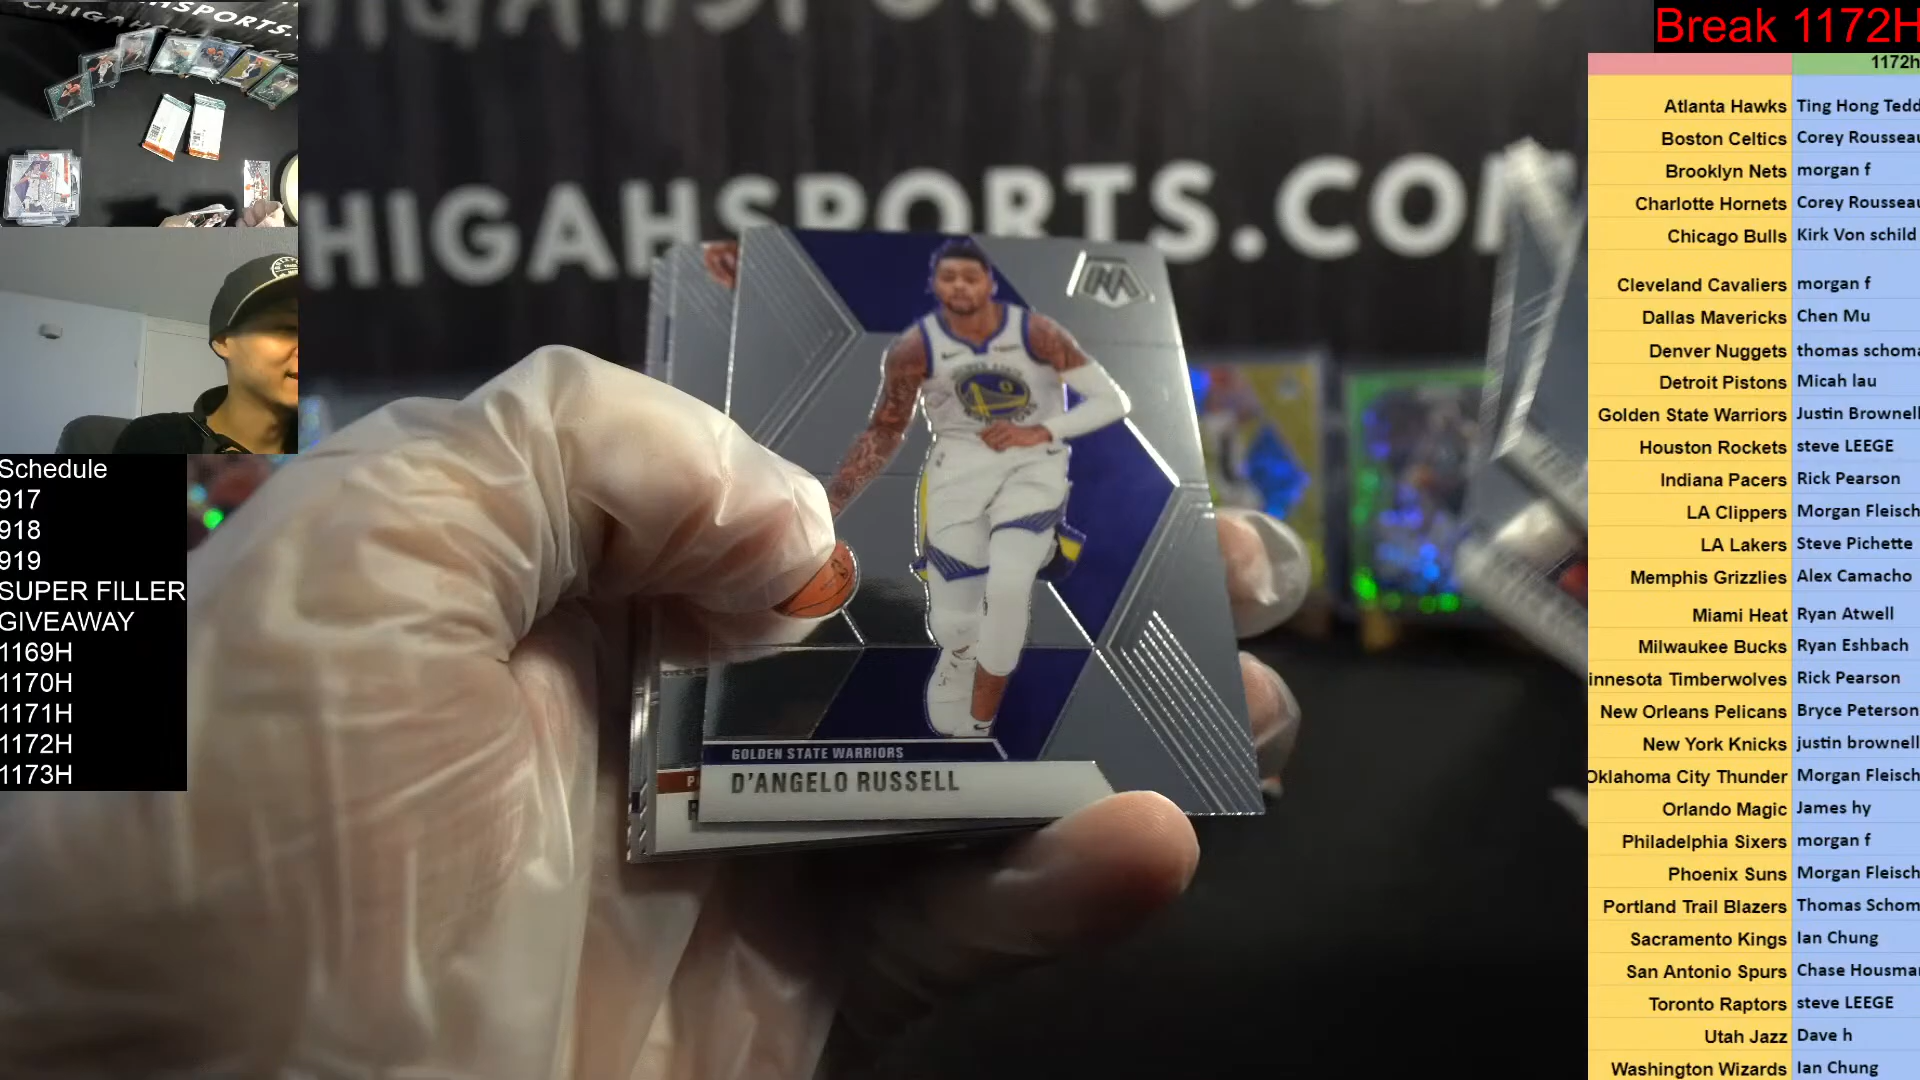 CHIGAHSPORTS.
Break 1172H
1172h
HIGAHSPORTS.COM
Atlanta Hawks Ting Hong Tedd
Boston Celtics Corey Rousseau
Brooklyn Nets morgan f
Charlotte Hornets Corey Rousseau
Chicago Bulls Kirk Von schild
Cleveland Cavaliers morgan f
Dallas Mavericks Chen Mu
Denver Nuggets thomas schoma
Detroit Pistons Micah lau
Golden State Warriors Justin Brownell
Houston Rockets steve LEEGE
Indiana Pacers Rick Pearson
LA Clippers Morgan Fleisch
LA Lakers Steve Pichette
Memphis Grizzlies Alex Camacho
Miami Heat Ryan Atwell
Milwaukee Bucks Ryan Eshbach
innesota Timberwolves Rick Pearson
New Orleans Pelicans Bryce Peterson
New York Knicks justin brownell
Oklahoma City Thunder Morgan Fleisch
Orlando Magic James hy
Philadelphia Sixers morgan f
Phoenix Suns Morgan Fleisch
Portland Trail Blazers Thomas Schom
Sacramento Kings Ian Chung
San Antonio Spurs Chase Housman
Toronto Raptors steve LEEGE
Utah Jazz Dave h
Washington Wizards Ian Chung
Schedule
917
918
919
SUPER FILLER
GIVEAWAY
1169H
1170H
1171H
1172H
1173H
GOLDEN STATE WARRIORS
D'ANGELO RUSSELL